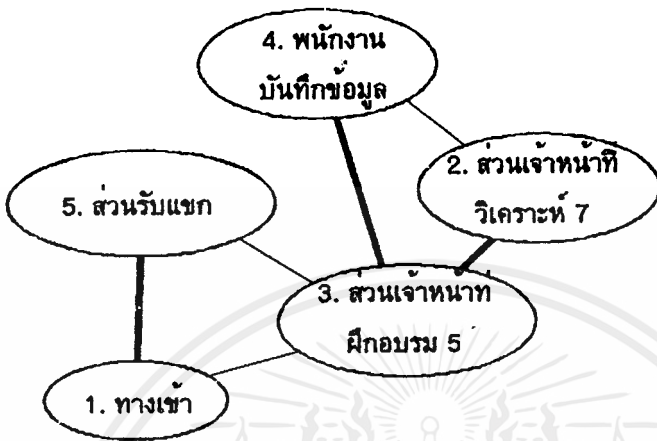 4. พนักงาน
บันทึกข้อมูล
2. ส่วนเจ้าหน้าที่
วิเคราะห์ 7
5. ส่วนรับแขก
3. ส่วนเจ้าหน้าที่
ฝึกอบรม 5
1. ทางเข้า